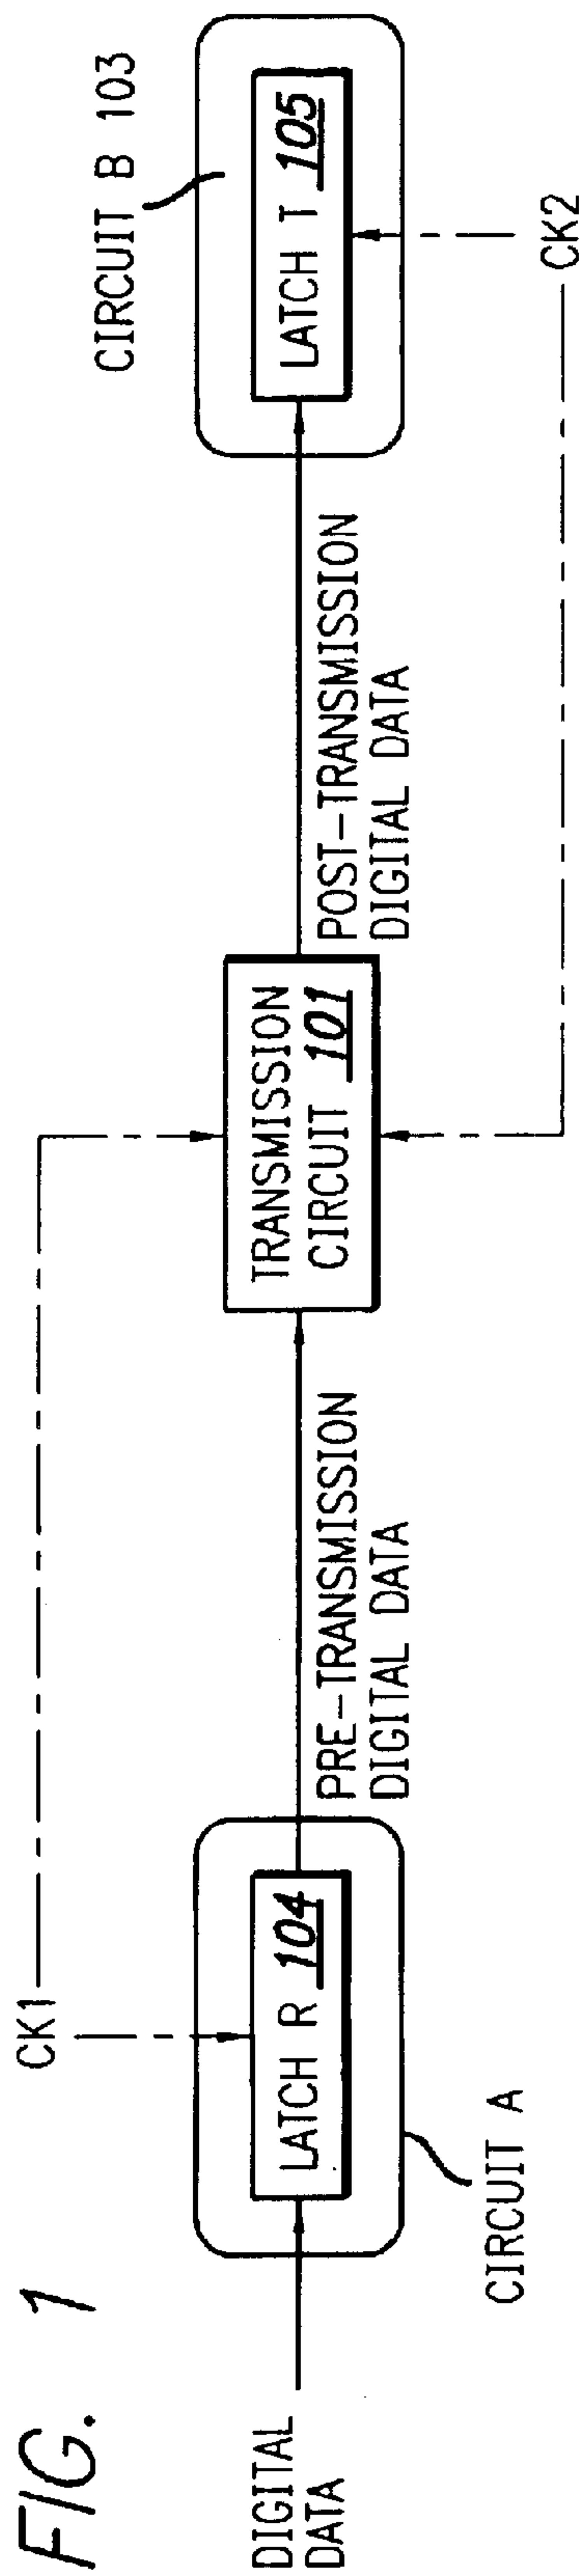 FIG. 1
DIGITAL
DATA
CK1
LATCH R 104
CIRCUIT A
PRE-TRANSMISSION
DIGITAL DATA
TRANSMISSION
CIRCUIT 101
POST-TRANSMISSION
DIGITAL DATA
CIRCUIT B 103
LATCH T 105
CK2